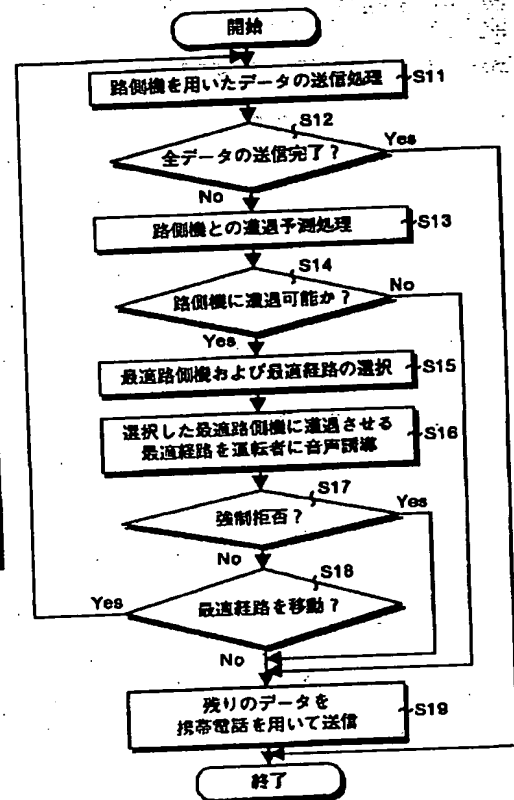 開始
路側機を用いたデータの送信処理
S11
S12
全データの送信完了?
Yes
No
路側機との遭遇予測処理
S13
S14
路側機に遭遇可能か?
No
Yes
最適路側機および最適経路の選択
S15
選択した最適路側機に遭遇させる
最適経路を運転者に音声誘導
S16
S17
強制拒否?
Yes
No
S18
最適経路を移動?
Yes
No
残りのデータを
携帯電話を用いて送信
S19
終了